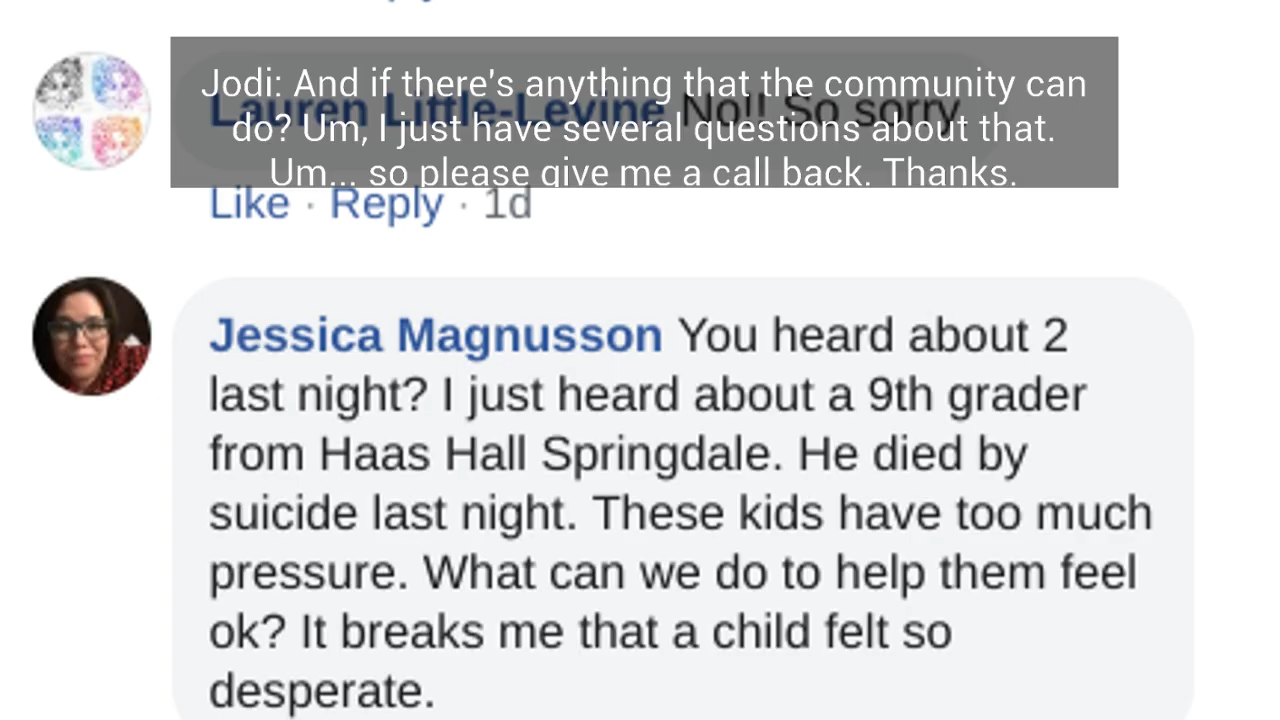 Jodi: And if there's anything that the community can
do? Um, I just have several questions about that.
Um... so please give me a call back. Thanks.
Lauren Little-Levine No!! So sorry
Like · Reply · 1d
Jessica Magnusson You heard about 2
last night? I just heard about a 9th grader
from Haas Hall Springdale. He died by
suicide last night. These kids have too much
pressure. What can we do to help them feel
ok? It breaks me that a child felt so
desperate.